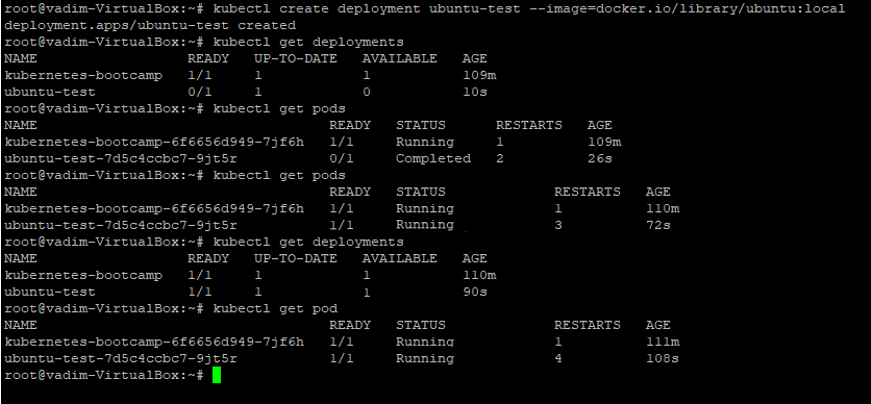 root@vadim-VirtualBox:~# kubectl create deployment ubuntu-test --image=docker.io/library/ubuntu:local
deployment.apps/ubuntu-test created
root@vadim-VirtualBox:~# kubectl get deployments
NAME READY UP-TO-DATE AVAILABLE AGE
kubernetes-bootcamp 1/1 1 1 109m
ubuntu-test 0/1 1 0 10s
root@vadim-VirtualBox:~# kubectl get pods
NAME READY STATUS RESTARTS AGE
kubernetes-bootcamp-6f6656d949-7jf6h 1/1 Running 1 109m
ubuntu-test-7d5c4ccbc7-9jt5r 0/1 Completed 2 26s
root@vadim-VirtualBox:~# kubectl get pods
NAME READY STATUS RESTARTS AGE
kubernetes-bootcamp-6f6656d949-7jf6h 1/1 Running 1 110m
ubuntu-test-7d5c4ccbc7-9jt5r 1/1 Running 3 72s
root@vadim-VirtualBox:~# kubectl get deployments
NAME READY UP-TO-DATE AVAILABLE AGE
kubernetes-bootcamp 1/1 1 1 110m
ubuntu-test 1/1 1 1 90s
root@vadim-VirtualBox:~# kubectl get pod
NAME READY STATUS RESTARTS AGE
kubernetes-bootcamp-6f6656d949-7jf6h 1/1 Running 1 111m
ubuntu-test-7d5c4ccbc7-9jt5r 1/1 Running 4 108s
root@vadim-VirtualBox:~#